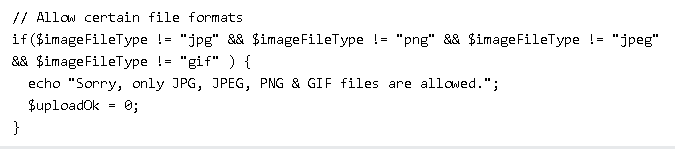 // Allow certain file formats
if($imageFileType != "jpg" && $imageFileType != "png" && $imageFileType != "jpeg"
&& $imageFileType != "gif" ) {
  echo "Sorry, only JPG, JPEG, PNG & GIF files are allowed.";
  $uploadOk = 0;
}